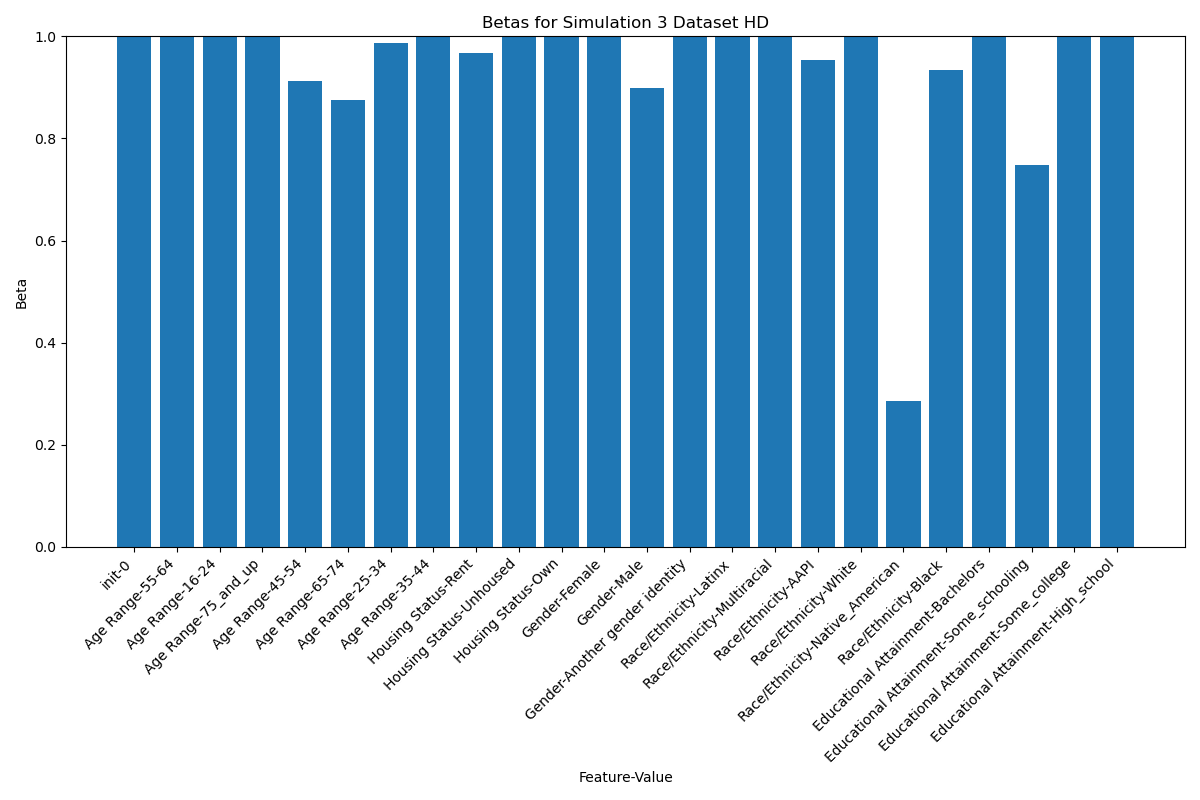 Betas for Simulation 3 Dataset HD
1.0
0.8
0.6
0.4
0.2
0.0
Beta
init-0
Age Range-55-64
Age Range-16-24
Age Range-75_and_up
Age Range-45-54
Age Range-65-74
Age Range-25-34
Age Range-35-44
Housing Status-Rent
Housing Status-Unhoused
Housing Status-Own
Gender-Female
Gender-Male
Gender-Another gender identity
Race/Ethnicity-Latinx
Race/Ethnicity-Multiracial
Race/Ethnicity-AAPI
Race/Ethnicity-White
Race/Ethnicity-Native_American
Race/Ethnicity-Black
Educational Attainment-Bachelors
Educational Attainment-Some_schooling
Educational Attainment-Some_college
Educational Attainment-High_school
Feature-Value